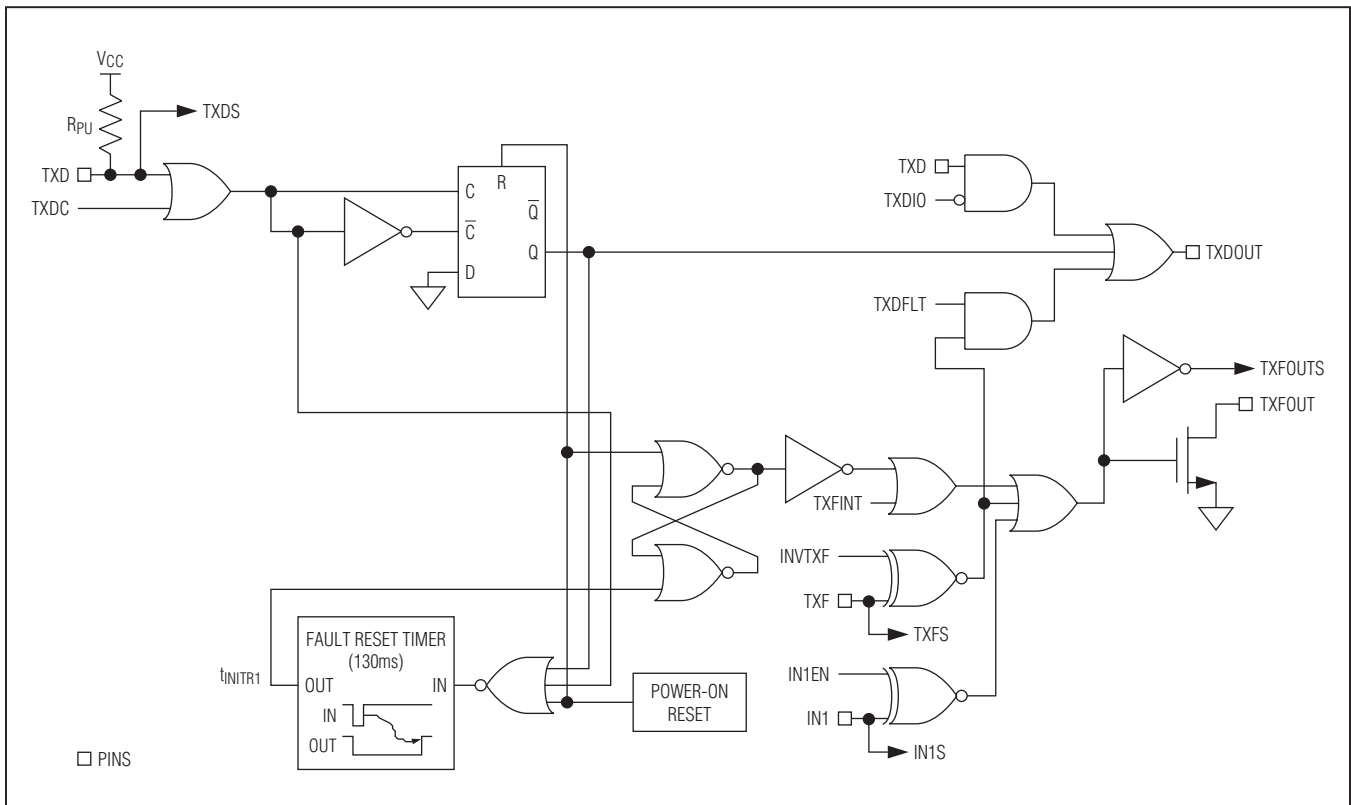 VCC
RPU
TXDS
TXD
TXDC
R
C
C̅
D
Q̅
Q
TXD
TXDIO
TXDOUT
TXDFLT
TXFOUTS
TXFOUT
TXFINT
INVTXF
TXF
TXFS
IN1EN
IN1
IN1S
FAULT RESET TIMER
(130ms)
tINITR1
OUT
IN
IN
OUT
POWER-ON
RESET
PINS